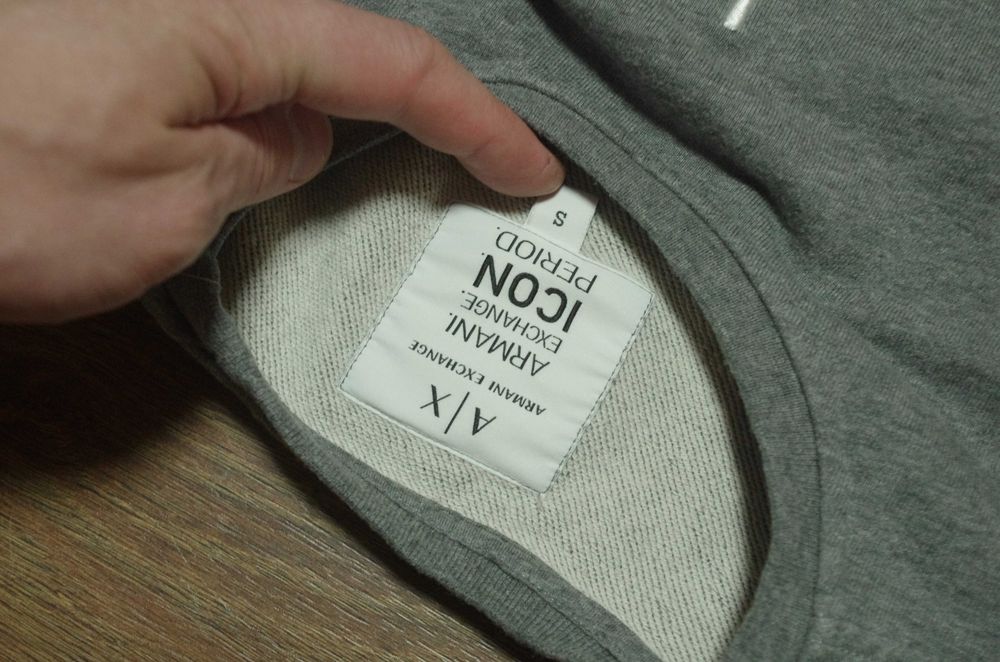 A|X
ARMANI EXCHANGE
ARMANI.
EXCHANGE.
ICON
PERIOD.
S